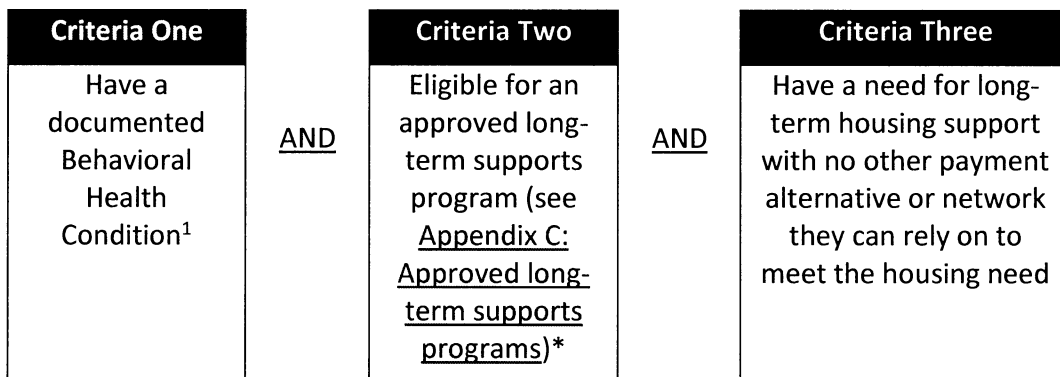 Criteria One
Have a
documented
Behavioral
Health
Condition¹
AND
Criteria Two
Eligible for an
approved long-
term supports
program (see
Appendix C:
Approved long-
term supports
programs)*
AND
Criteria Three
Have a need for long-
term housing support
with no other payment
alternative or network
they can rely on to
meet the housing need